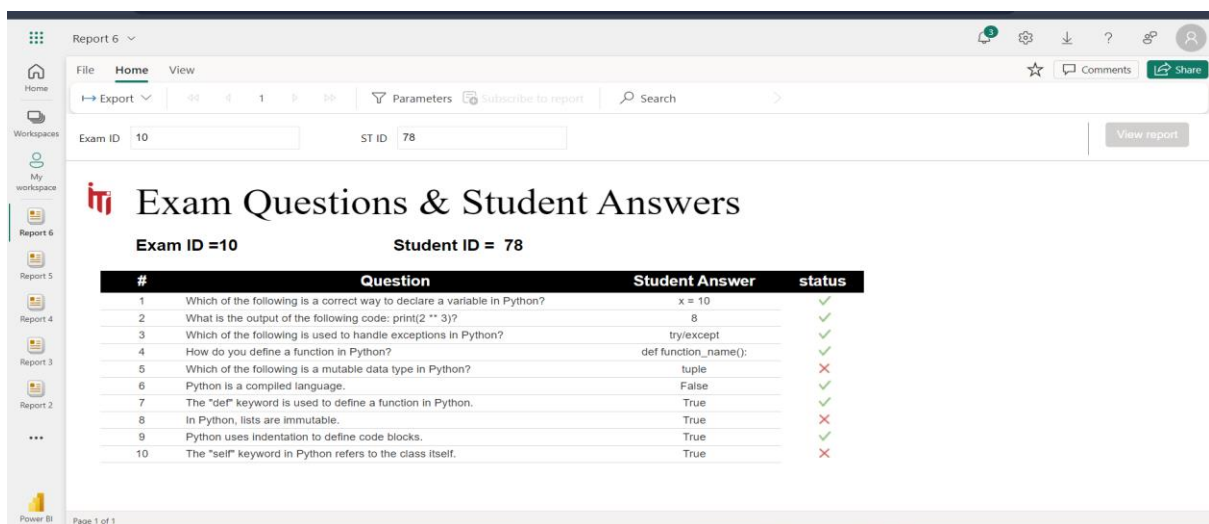 Report 6
3
?
Home
File Home View
Comments
Share
Export
1
Parameters
Subscribe to report
Search
Workspaces
Exam ID 10 ST ID 78
View report
My workspace
iTi Exam Questions & Student Answers
Report 6
Exam ID =10 Student ID = 78
Report 5
# Question Student Answer status
1 Which of the following is a correct way to declare a variable in Python? x = 10
2 What is the output of the following code: print(2 ** 3)? 8
Report 4
3 Which of the following is used to handle exceptions in Python? try/except
4 How do you define a function in Python? def function_name():
Report 3
5 Which of the following is a mutable data type in Python? tuple
6 Python is a compiled language. False
7 The "def" keyword is used to define a function in Python. True
Report 2
8 In Python, lists are immutable. True
9 Python uses indentation to define code blocks. True
10 The "self" keyword in Python refers to the class itself. True
Power BI
Page 1 of 1